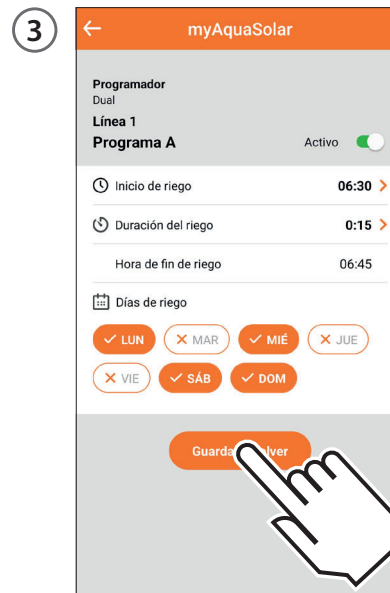 3
myAquaSolar
Programador
Dual
Línea 1
Programa A Activo
Inicio de riego 06:30
Duración del riego 0:15
Hora de fin de riego 06:45
Días de riego
LUN MAR MIÉ JUE
VIE SÁB DOM